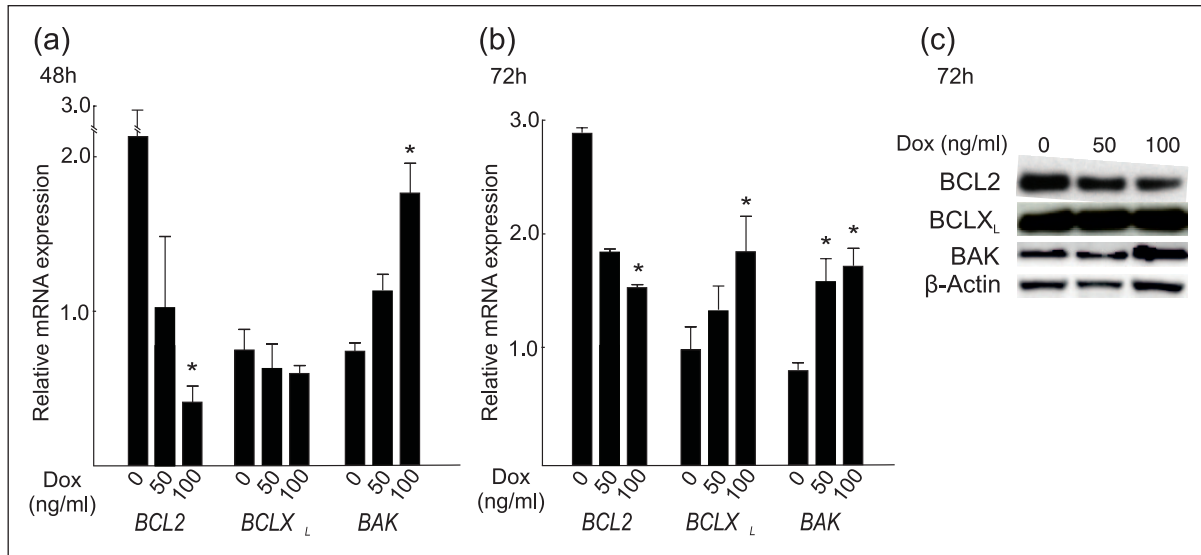 (a)
48h
Relative mRNA expression
3.0
2.0
1.0
*
*
Dox
(ng/ml)
0 50 100 0 50 100 0 50 100
BCL2 BCLX L BAK
(b)
72h
Relative mRNA expression
3.0
2.0
1.0
*
*
*
*
Dox
(ng/ml)
0 50 100 0 50 100 0 50 100
BCL2 BCLX L BAK
(c)
72h
Dox (ng/ml) 0 50 100
BCL2
BCLXL
BAK
β-Actin